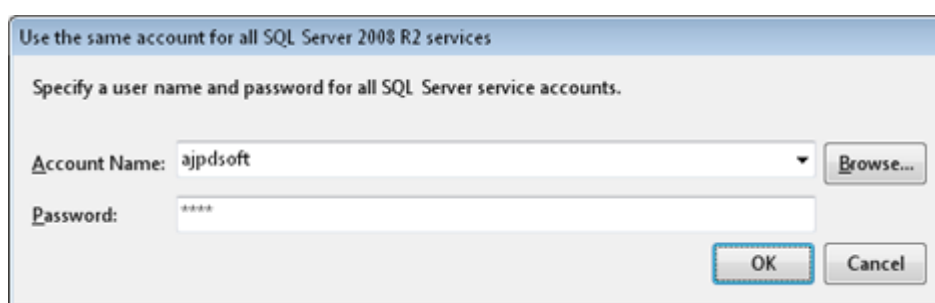 Use the same account for all SQL Server 2008 R2 services
Specify a user name and password for all SQL Server service accounts.
Account Name: ajpdsoft Browse...
Password: ****
OK Cancel